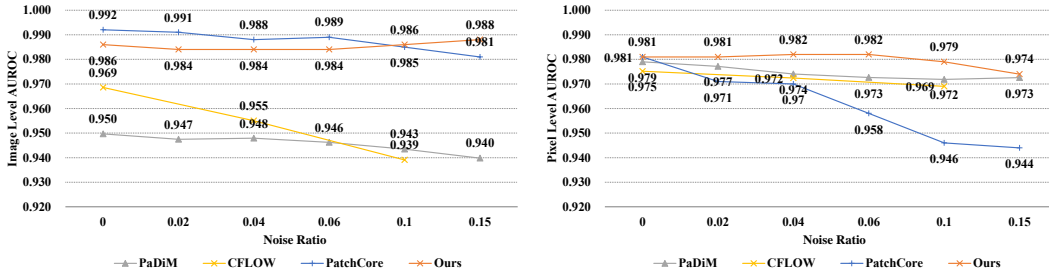 1.000
0.990
0.980
0.970
0.960
0.950
0.940
0.930
0.920
Image Level AUROC
0.992 0.991 0.988 0.989 0.986 0.988
0.986 0.984 0.984 0.984 0.985 0.981
0.969 0.955
0.950 0.947 0.948 0.946 0.943 0.940
0.939
0 0.02 0.04 0.06 0.1 0.15
Noise Ratio
PaDiM CFLOW PatchCore Ours
1.000
0.990
0.980
0.970
0.960
0.950
0.940
0.930
0.920
Pixel Level AUROC
0.981 0.981 0.982 0.982 0.979 0.974
0.981
0.979 0.977 0.972 0.974 0.973 0.969 0.972 0.973
0.975 0.971 0.97 0.958 0.946 0.944
0 0.02 0.04 0.06 0.1 0.15
Noise Ratio
PaDiM CFLOW PatchCore Ours